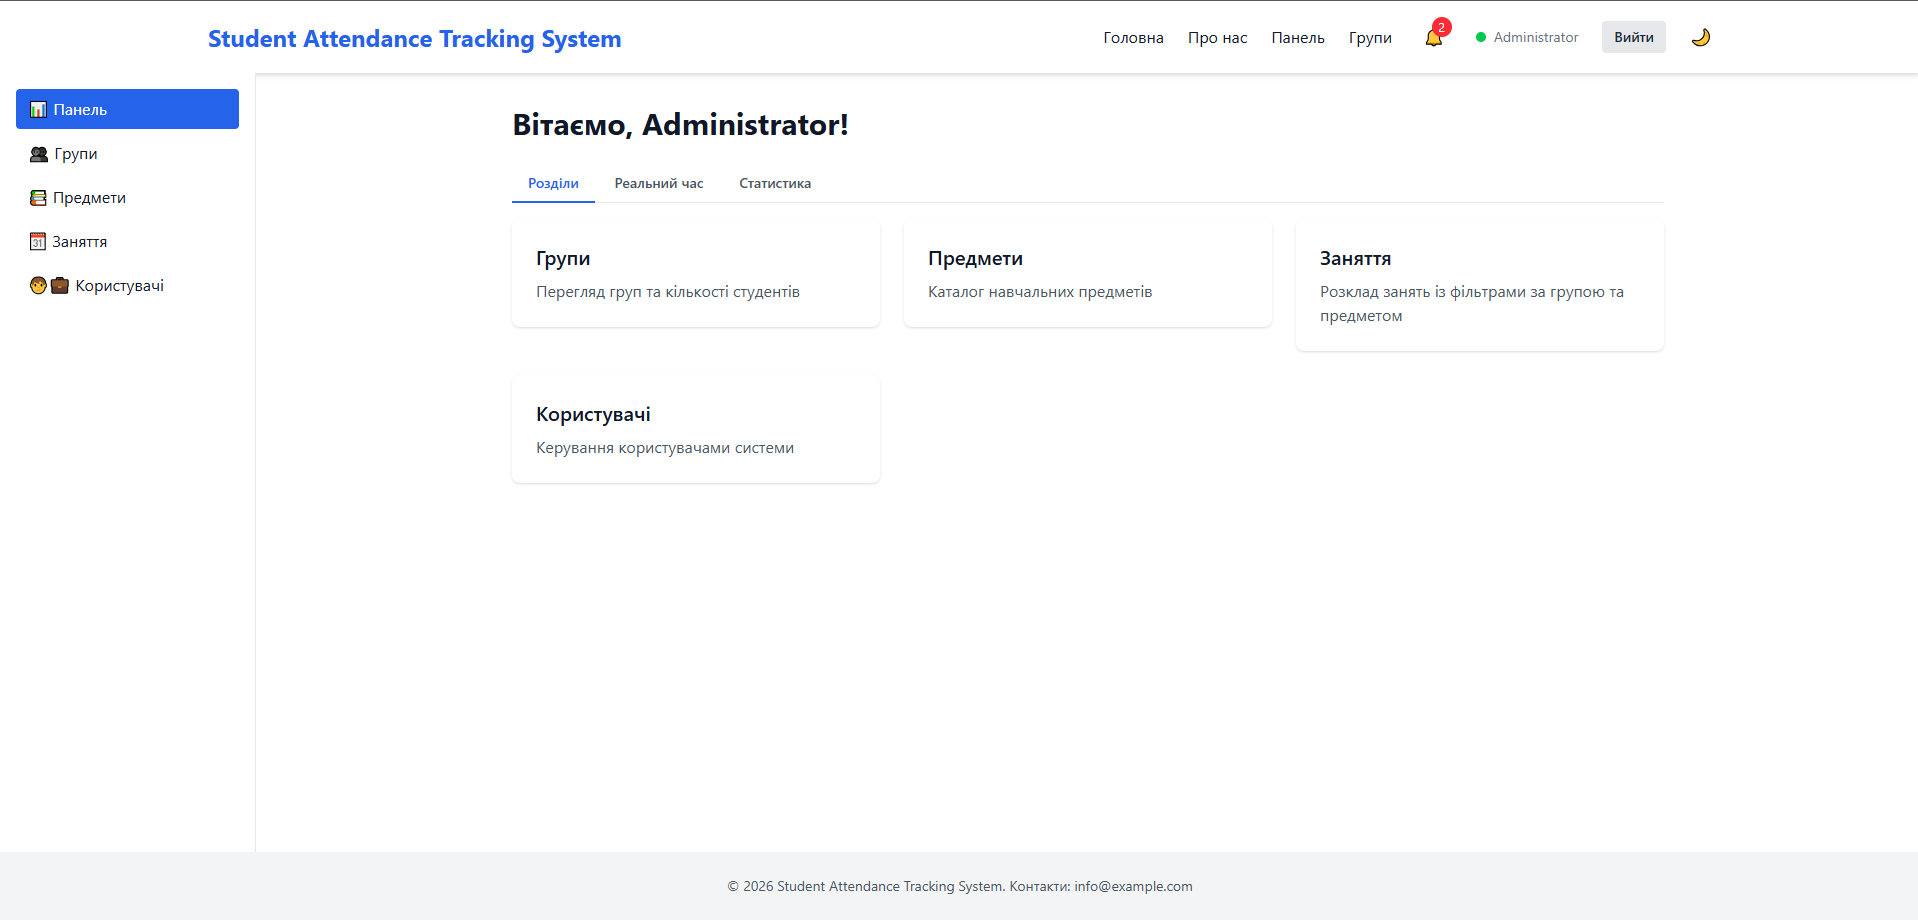 Student Attendance Tracking System
Головна
Про нас
Панель
Групи
2
Administrator
Вийти
Панель
Групи
Предмети
31
Заняття
Користувачі
Вітаємо, Administrator!
Розділи
Реальний час
Статистика
Групи
Перегляд груп та кількості студентів
Предмети
Каталог навчальних предметів
Заняття
Розклад занять із фільтрами за групою та
предметом
Користувачі
Керування користувачами системи
© 2026 Student Attendance Tracking System. Контакти: info@example.com